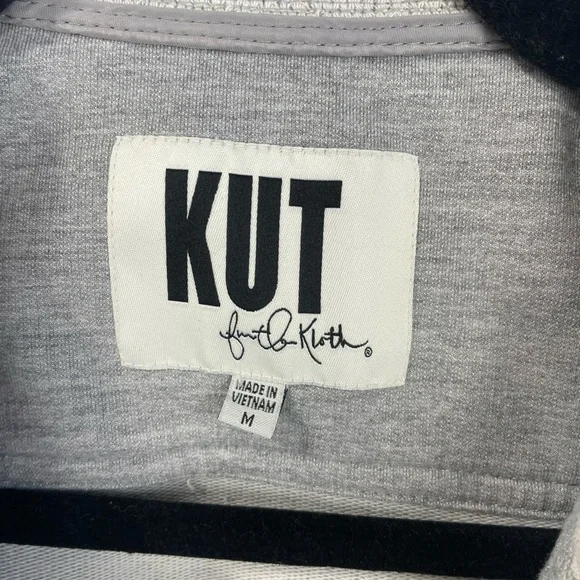 KUT
from the Kloth ®
MADE IN
VIETNAM
M